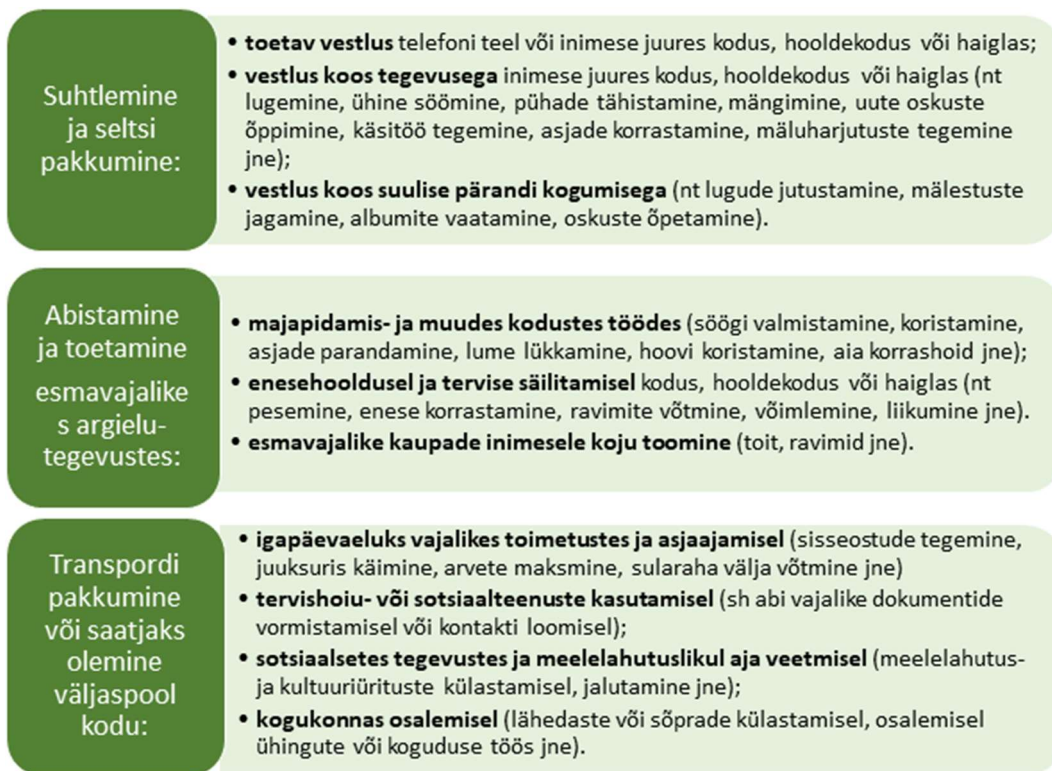 Suhtlemine
ja seltsi
pakkumine:
• toetav vestlus telefoni teel või inimese juures kodus, hooldekodus või haiglas;
• vestlus koos tegevusega inimese juures kodus, hooldekodus või haiglas (nt
lugemine, ühine söömine, pühade tähistamine, mängimine, uute oskuste
õppimine, käsitöö tegemine, asjade korrastamine, mäluharjutuste tegemine
jne);
• vestlus koos suulise pärandi kogumisega (nt lugude jutustamine, mälestuste
jagamine, albumite vaatamine, oskuste õpetamine).
Abistamine
ja toetamine
esmavajalike
s argielu-
tegevustes:
• majapidamis- ja muudes kodustes töödes (söögi valmistamine, koristamine,
asjade parandamine, lume lükkamine, hoovi koristamine, aia korrashoid jne);
• enesehooldusel ja tervise säilitamisel kodus, hooldekodus või haiglas (nt
pesemine, enese korrastamine, ravimite võtmine, võimlemine, liikumine jne).
• esmavajalike kaupade inimesele koju toomine (toit, ravimid jne).
Transpordi
pakkumine
või saatjaks
olemine
väljaspool
kodu:
• igapäevaeluks vajalikes toimetustes ja asjaajamisel (sisseostude tegemine,
juuksuris käimine, arvete maksmine, sularaha välja võtmine jne)
• tervishoiu- või sotsiaalteenuste kasutamisel (sh abi vajalike dokumentide
vormistamisel või kontakti loomisel);
• sotsiaalsetes tegevustes ja meelelahutuslikul aja veetmisel (meelelahutus-
ja kultuuriürituste külastamisel, jalutamine jne);
• kogukonnas osalemisel (lähedaste või sõprade külastamisel, osalemisel
ühingute või koguduse töös jne).